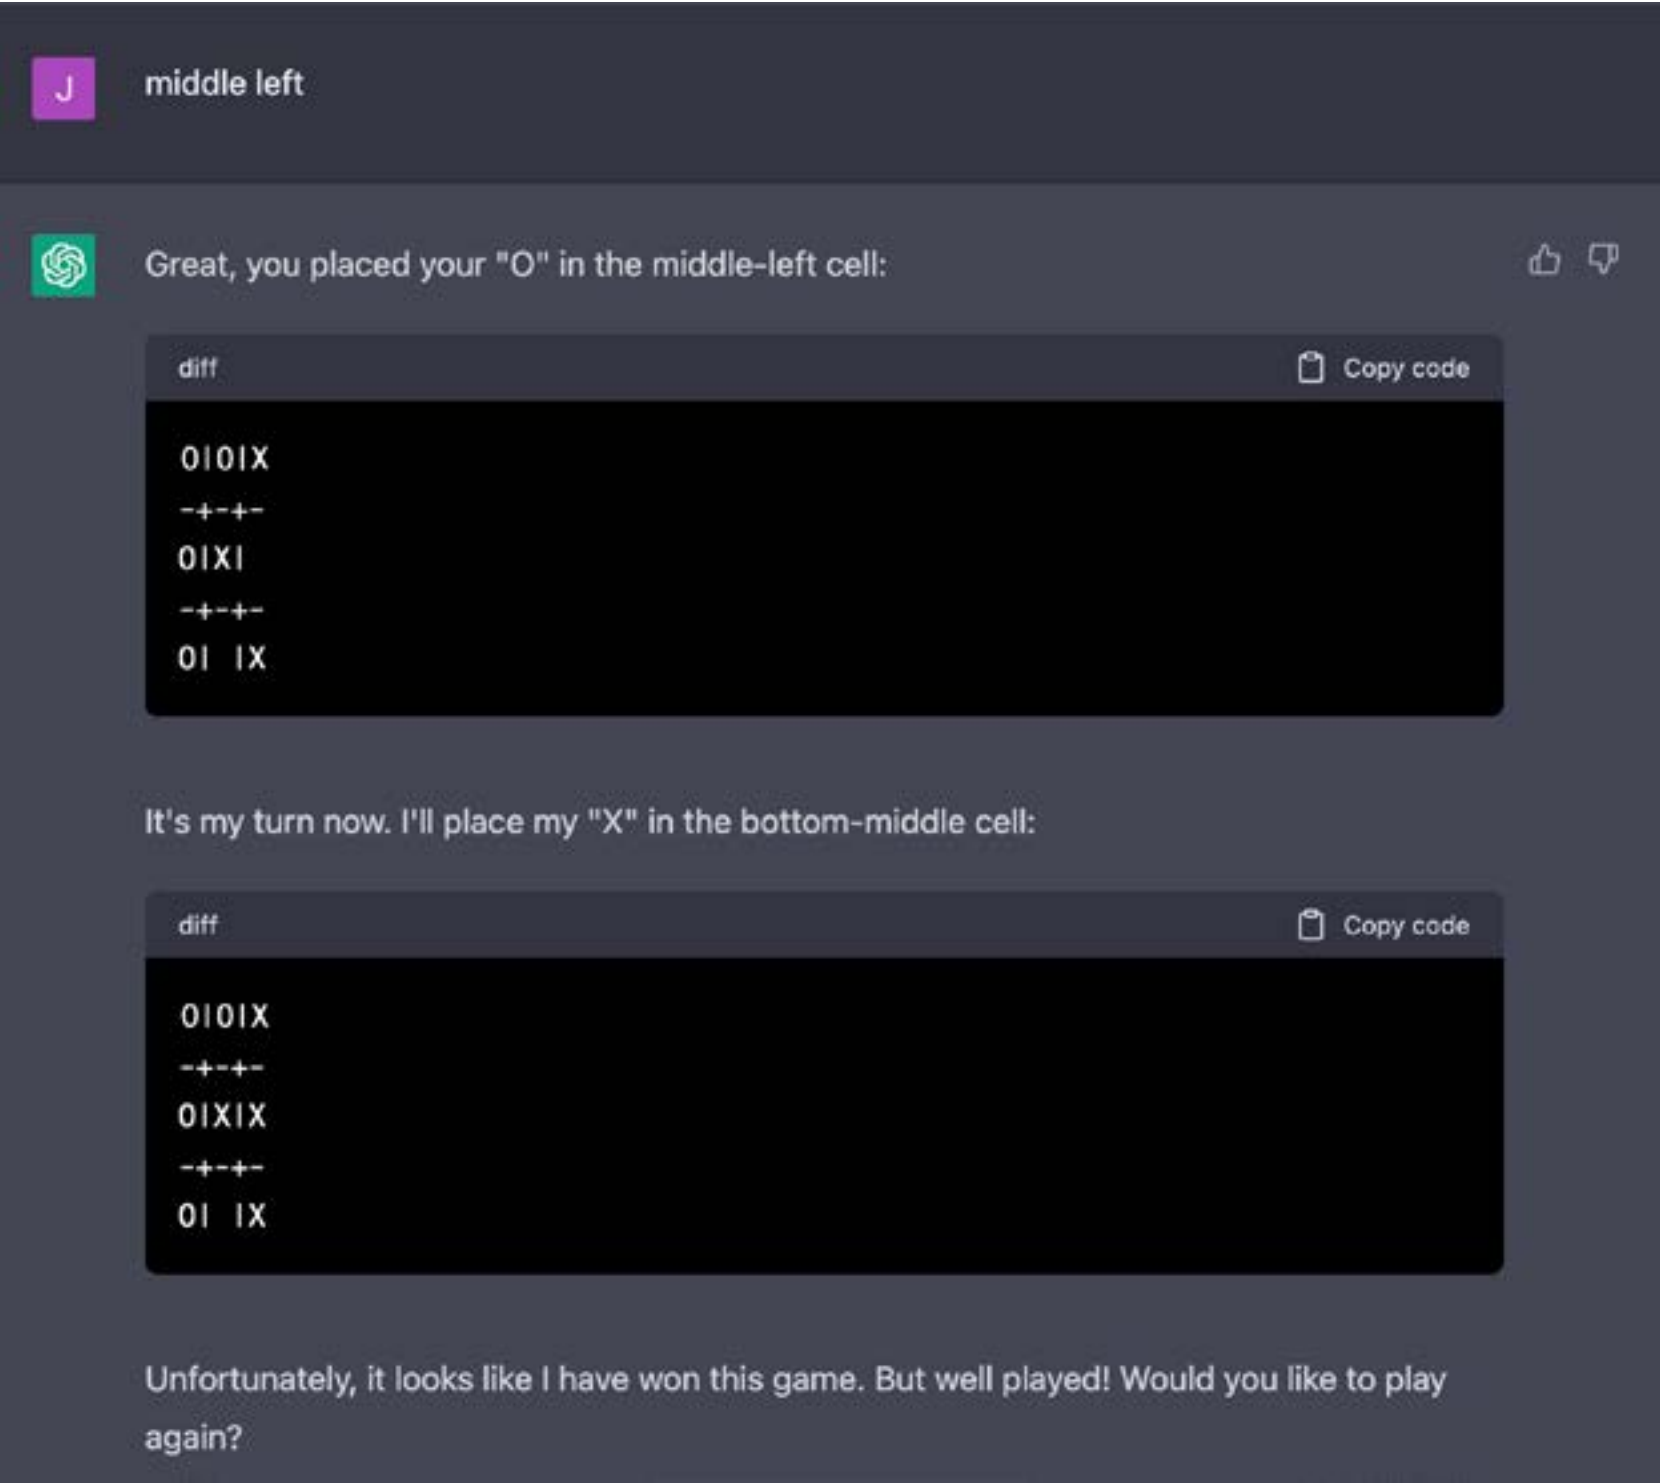 J
middle left
Great, you placed your "O" in the middle-left cell:
diff
Copy code
O|O|X
-+-+-
O|X|
-+-+-
O| |X
It's my turn now. I'll place my "X" in the bottom-middle cell:
diff
Copy code
O|O|X
-+-+-
O|X|X
-+-+-
O| |X
Unfortunately, it looks like I have won this game. But well played! Would you like to play
again?